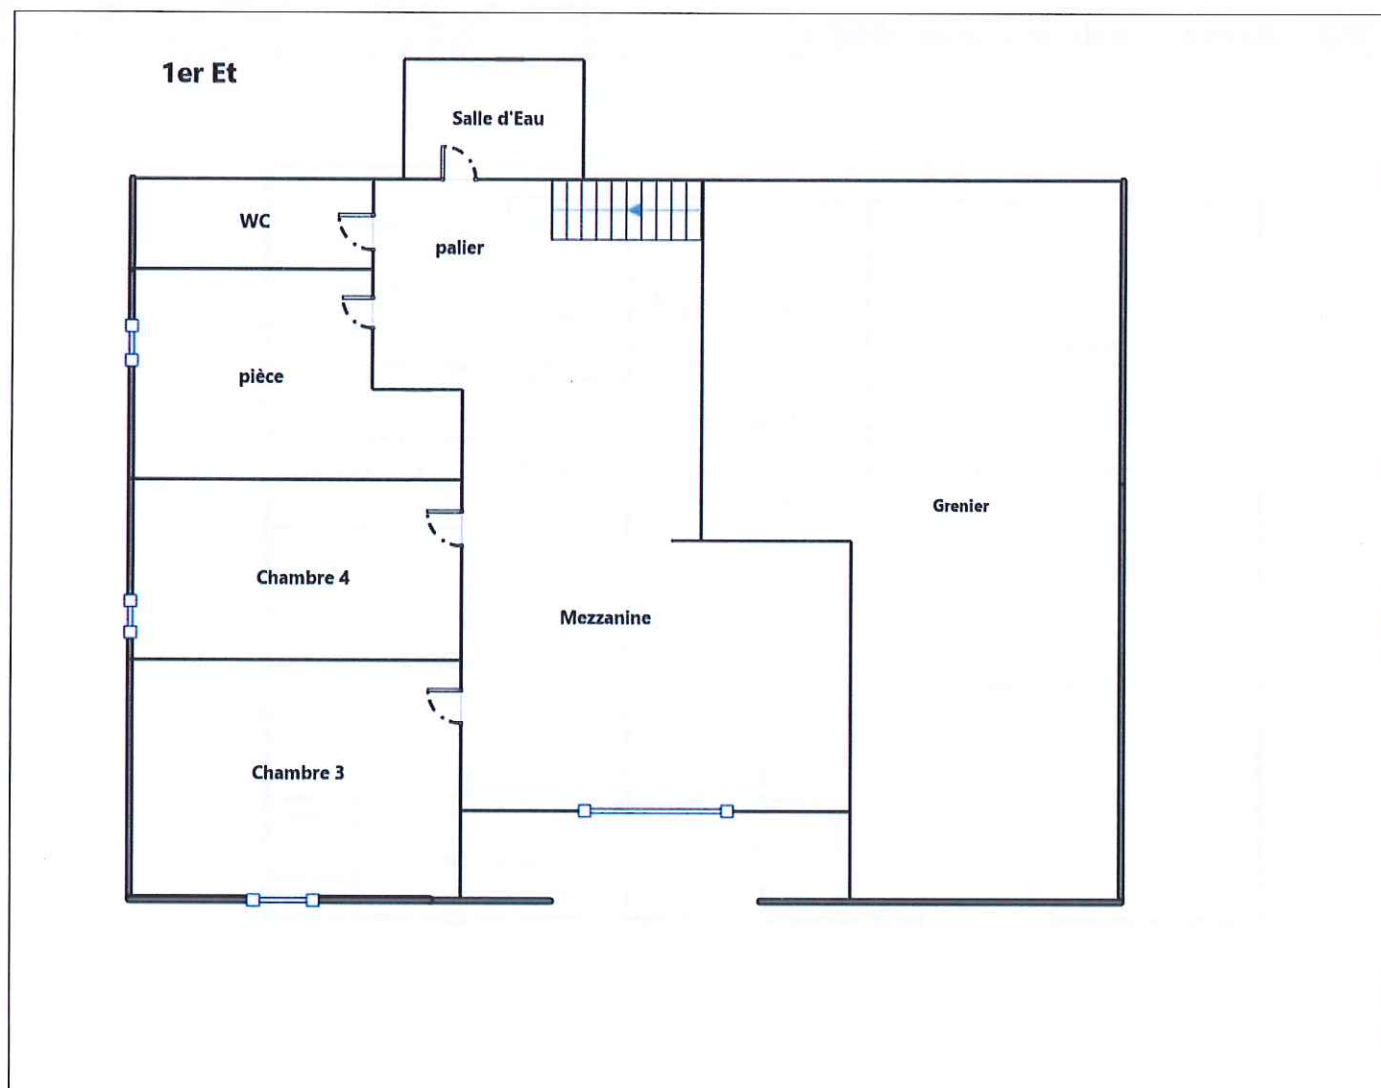 1er Et
Salle d'Eau
WC
palier
pièce
Grenier
Chambre 4
Mezzanine
Chambre 3